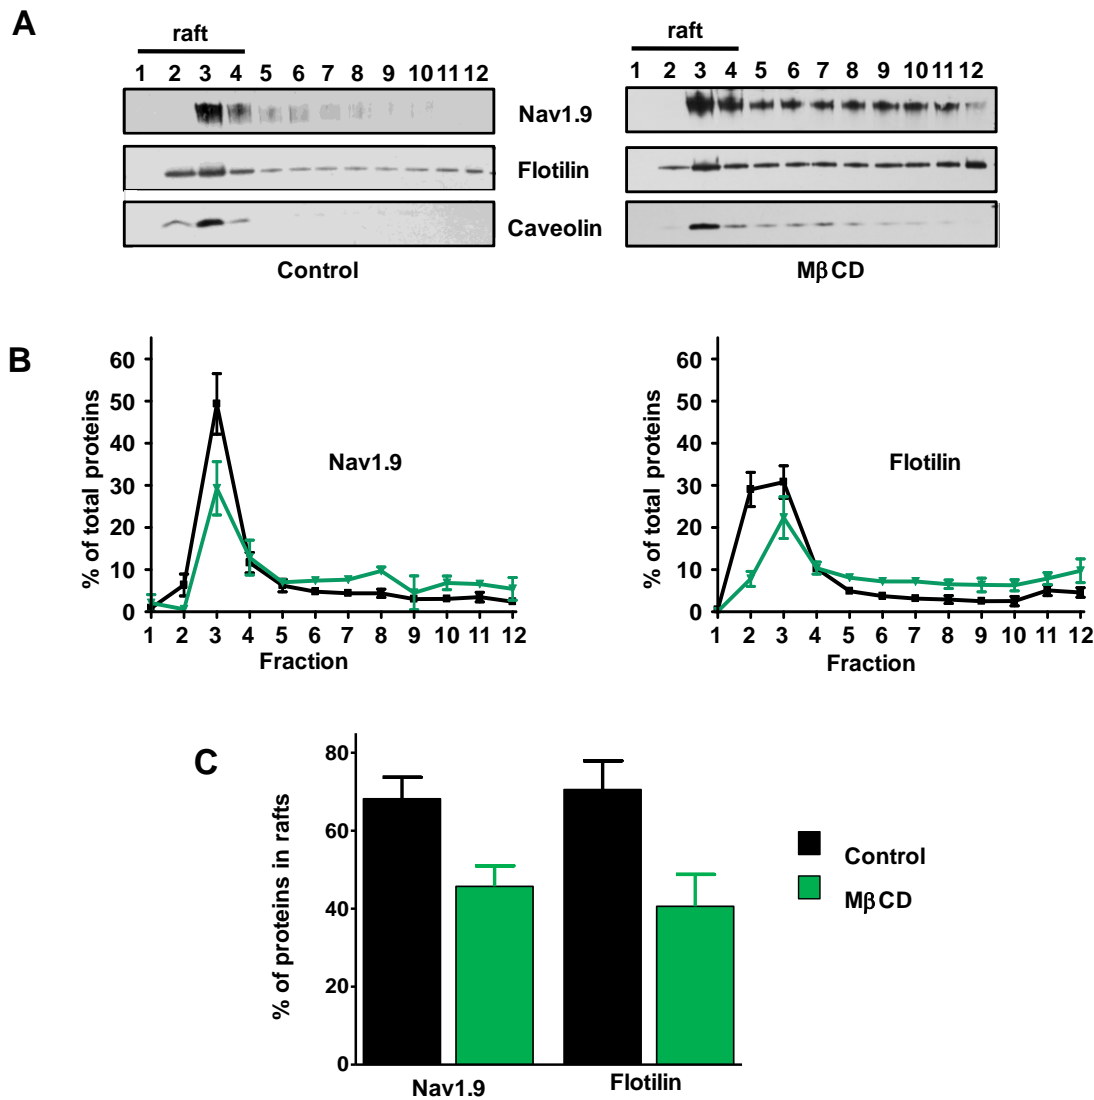 A
raft
1 2 3 4 5 6 7 8 9 10 11 12
Nav1.9
Flotilin
Caveolin
Control
raft
1 2 3 4 5 6 7 8 9 10 11 12
MβCD
B
% of total proteins
60
50
40
30
20
10
0
Nav1.9
1 2 3 4 5 6 7 8 9 10 11 12
Fraction
% of total proteins
60
50
40
30
20
10
0
Flotilin
1 2 3 4 5 6 7 8 9 10 11 12
Fraction
C
% of proteins in rafts
80
60
40
20
0
Nav1.9
Flotilin
Control
MβCD